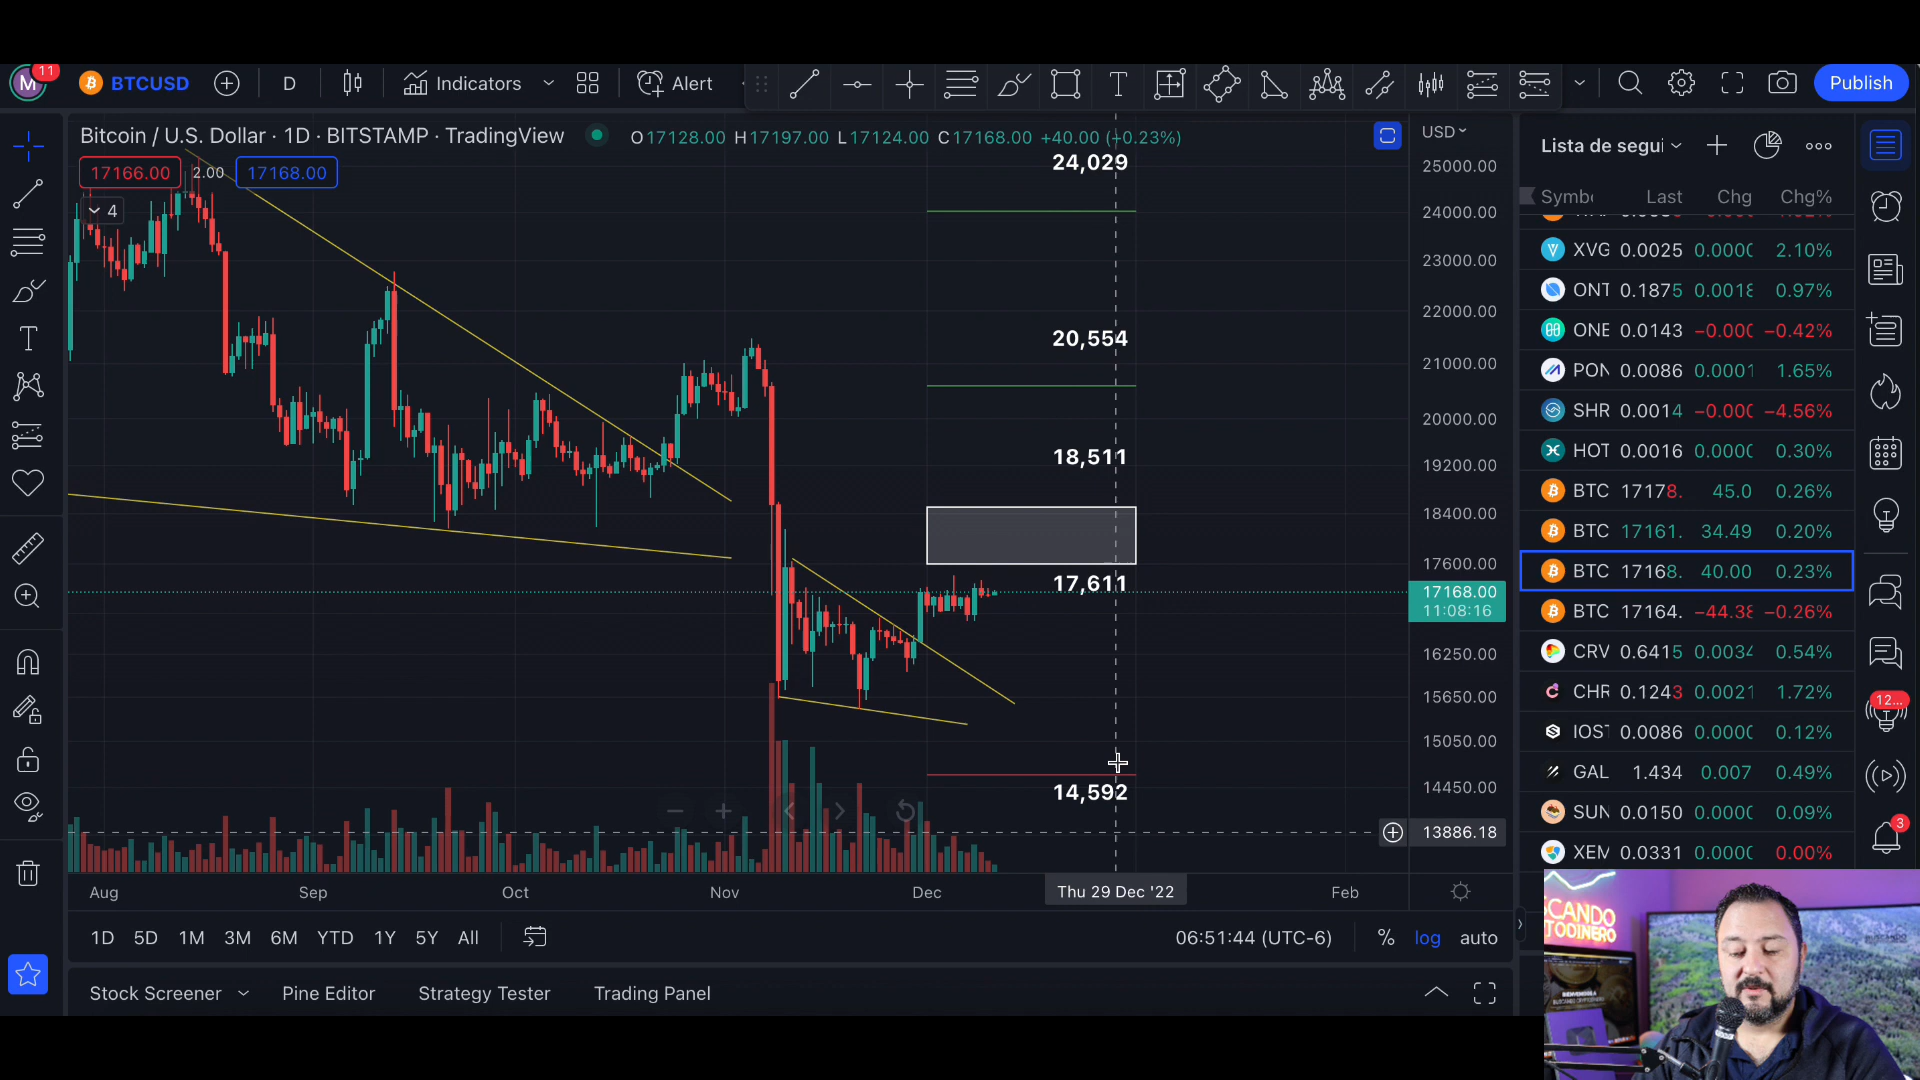 M 11 BTCUSD D Indicators Alert T Publish
Bitcoin / U.S. Dollar · 1D · BITSTAMP · TradingView O17128.00 H17197.00 L17124.00 C17168.00 +40.00 (+0.23%)
17166.00 2.00 17168.00
4
24,029
20,554
18,511
17,611
14,592
USD
25000.00
24000.00
23000.00
22000.00
21000.00
20000.00
19200.00
18400.00
17600.00
17168.00
11:08:16
16250.00
15650.00
15050.00
14450.00
13886.18
Aug Sep Oct Nov Dec Thu 29 Dec '22 Feb
1D 5D 1M 3M 6M YTD 1Y 5Y All 06:51:44 (UTC-6) % log auto
Stock Screener Pine Editor Strategy Tester Trading Panel
Lista de segui
Symb Last Chg Chg%
XVG 0.0025 0.000 2.10%
ONT 0.1875 0.0018 0.97%
ONE 0.0143 −0.000 −0.42%
PON 0.0086 0.0001 1.65%
SHR 0.0014 −0.000 −4.56%
HOT 0.0016 0.000 0.30%
BTC 17178. 45.0 0.26%
BTC 17161. 34.49 0.20%
BTC 17168. 40.00 0.23%
BTC 17164. −44.38 −0.26%
CRV 0.6415 0.0034 0.54%
CHR 0.1243 0.0021 1.72%
IOST 0.0086 0.000 0.12%
GAL 1.434 0.007 0.49%
SUN 0.0150 0.000 0.09%
XEM 0.0331 0.000 0.00%
12...
3
SCANDO
TODINERO
BIENVENIDOS A